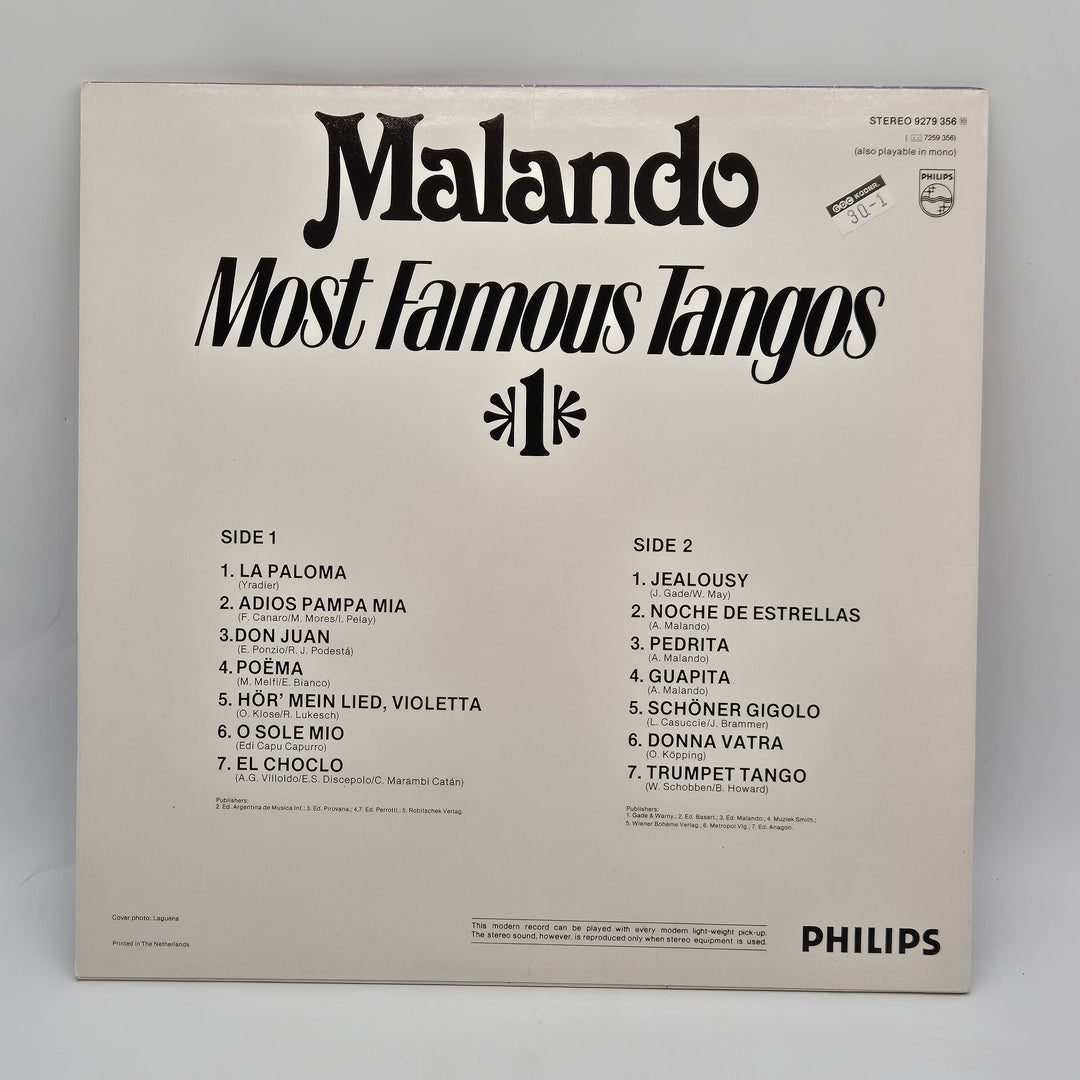 Malando
Most Famous Tangos
1
STEREO 9279 356
( 7259 356)
(also playable in mono)
GDC KODNR.
30-1
PHILIPS
SIDE 1
1. LA PALOMA
(Yradier)
2. ADIOS PAMPA MIA
(F. Canaro/M. Mores/I. Pelay)
3.DON JUAN
(E. Ponzio/R. J. Podestá)
4. POËMA
(M. Melfi/E. Bianco)
5. HÖR' MEIN LIED, VIOLETTA
(O. Klose/R. Lukesch)
6. O SOLE MIO
(Edi Capu Capurro)
7. EL CHOCLO
(A.G. Villoldo/E.S. Discepolo/C. Marambi Catán)
Publishers:
2. Ed. Argentina de Musica Int.; 3. Ed. Pirovana.; 4,7. Ed. Perrotti.; 5. Robitschek Verlag.
SIDE 2
1. JEALOUSY
(J. Gade/W. May)
2. NOCHE DE ESTRELLAS
(A. Malando)
3. PEDRITA
(A. Malando)
4. GUAPITA
(A. Malando)
5. SCHÖNER GIGOLO
(L. Casuccie/J. Brammer)
6. DONNA VATRA
(O. Köpping)
7. TRUMPET TANGO
(W. Schobben/B. Howard)
Publishers:
1. Gade & Warny.; 2. Ed. Basart.; 3. Ed. Malando.; 4. Muziek Smith.;
5. Wiener Bohéme Verlag.; 6. Metropol Vlg.; 7. Ed. Anagon.
Cover photo: Laguens
Printed in The Netherlands
This modern record can be played with every modern light-weight pick-up.
The stereo sound, however, is reproduced only when stereo equipment is used.
PHILIPS